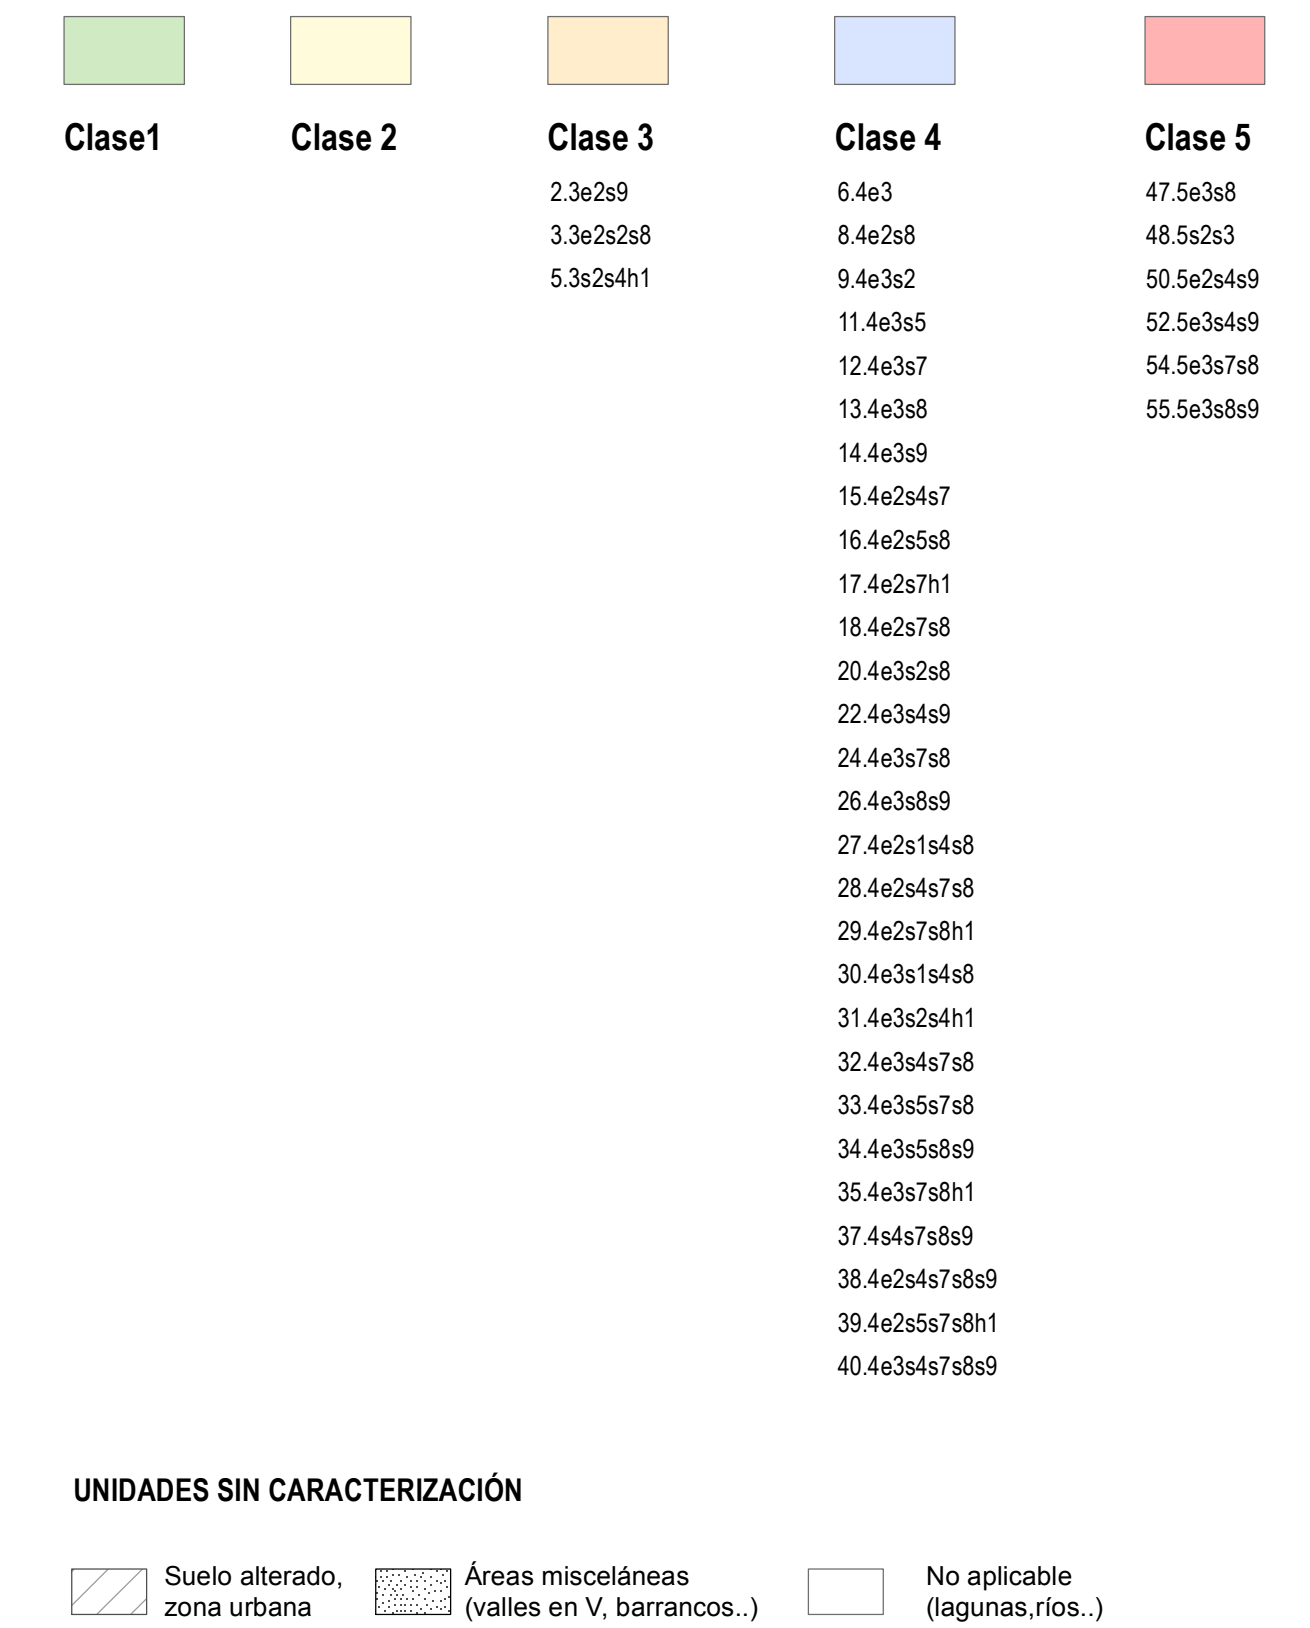 Clase1
Clase 2
Clase 3
2.3e2s9
3.3e2s2s8
5.3s2s4h1
Clase 4
6.4e3
8.4e2s8
9.4e3s2
11.4e3s5
12.4e3s7
13.4e3s8
14.4e3s9
15.4e2s4s7
16.4e2s5s8
17.4e2s7h1
18.4e2s7s8
20.4e3s2s8
22.4e3s4s9
24.4e3s7s8
26.4e3s8s9
27.4e2s1s4s8
28.4e2s4s7s8
29.4e2s7s8h1
30.4e3s1s4s8
31.4e3s2s4h1
32.4e3s4s7s8
33.4e3s5s7s8
34.4e3s5s8s9
35.4e3s7s8h1
37.4s4s7s8s9
38.4e2s4s7s8s9
39.4e2s5s7s8h1
40.4e3s4s7s8s9
Clase 5
47.5e3s8
48.5s2s3
50.5e2s4s9
52.5e3s4s9
54.5e3s7s8
55.5e3s8s9
UNIDADES SIN CARACTERIZACIÓN
Suelo alterado,
zona urbana
Áreas misceláneas
(valles en V, barrancos..)
No aplicable
(lagunas,ríos..)